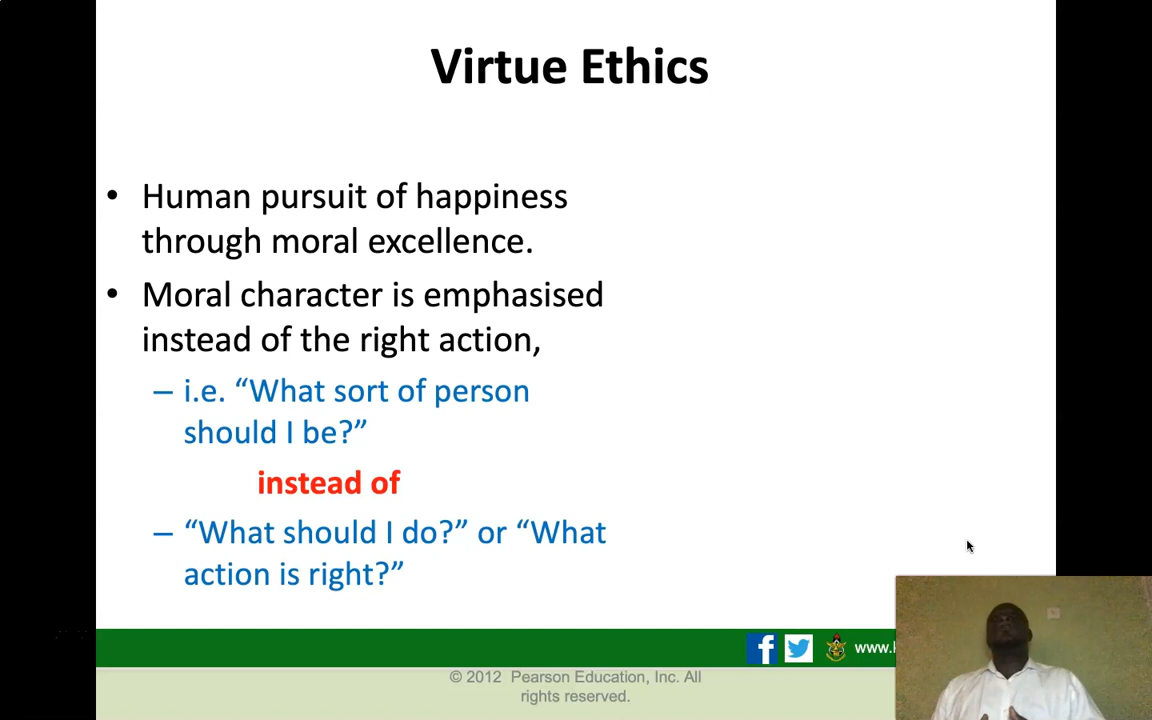 Virtue Ethics
• Human pursuit of happiness
through moral excellence.
• Moral character is emphasised
instead of the right action,
– i.e. “What sort of person
should I be?”
instead of
– “What should I do?” or “What
action is right?”
www.
© 2012 Pearson Education, Inc. All
rights reserved.